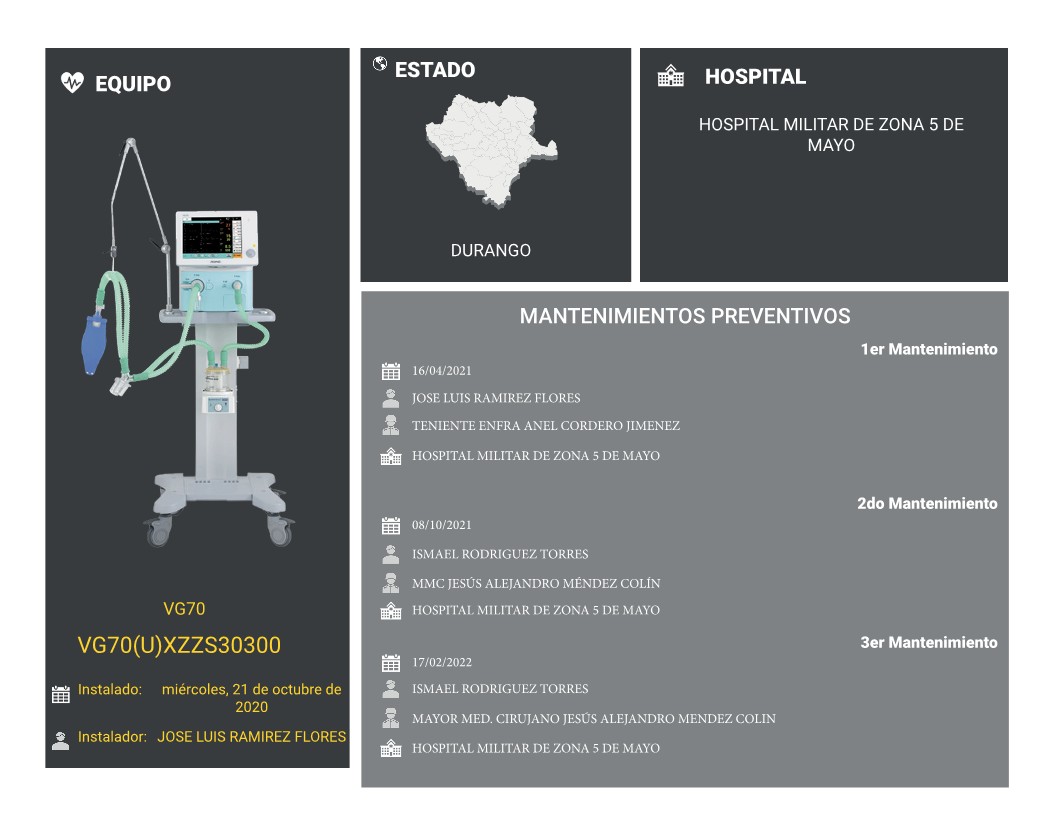 EQUIPO
VG70
VG70(U)XZZS30300
Instalado: miércoles, 21 de octubre de
2020
Instalador: JOSE LUIS RAMIREZ FLORES
ESTADO
DURANGO
HOSPITAL
HOSPITAL MILITAR DE ZONA 5 DE
MAYO
MANTENIMIENTOS PREVENTIVOS
1er Mantenimiento
16/04/2021
JOSE LUIS RAMIREZ FLORES
TENIENTE ENFRA ANEL CORDERO JIMENEZ
HOSPITAL MILITAR DE ZONA 5 DE MAYO
2do Mantenimiento
08/10/2021
ISMAEL RODRIGUEZ TORRES
MMC JESÚS ALEJANDRO MÉNDEZ COLÍN
HOSPITAL MILITAR DE ZONA 5 DE MAYO
3er Mantenimiento
17/02/2022
ISMAEL RODRIGUEZ TORRES
MAYOR MED. CIRUJANO JESÚS ALEJANDRO MENDEZ COLIN
HOSPITAL MILITAR DE ZONA 5 DE MAYO